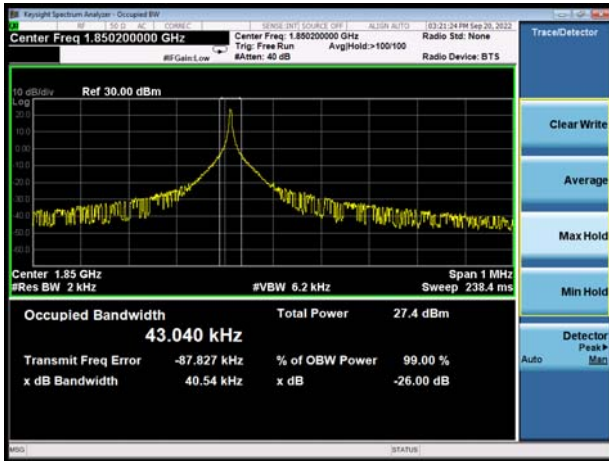 Keysight Spectrum Analyzer - Occupied BW
RF 50 Ω AC CORREC SENSE:INT SOURCE OFF ALIGN AUTO 03:21:24 PM Sep 20, 2022
Center Freq 1.850200000 GHz
Center Freq: 1.850200000 GHz
Radio Std: None
Trig: Free Run Avg|Hold:>100/100
#IFGain:Low #Atten: 40 dB Radio Device: BTS
Trace/Detector
10 dB/div Ref 30.00 dBm
Log
20.0
10.0
0.00
-10.0
-20.0
-30.0
-40.0
-50.0
-60.0
Center 1.85 GHz Span 1 MHz
#Res BW 2 kHz #VBW 6.2 kHz Sweep 238.4 ms
Occupied Bandwidth Total Power 27.4 dBm
43.040 kHz
Transmit Freq Error -87.827 kHz % of OBW Power 99.00 %
x dB Bandwidth 40.54 kHz x dB -26.00 dB
Clear Write
Average
Max Hold
Min Hold
Detector
Peak▶
Auto Man
MSG STATUS